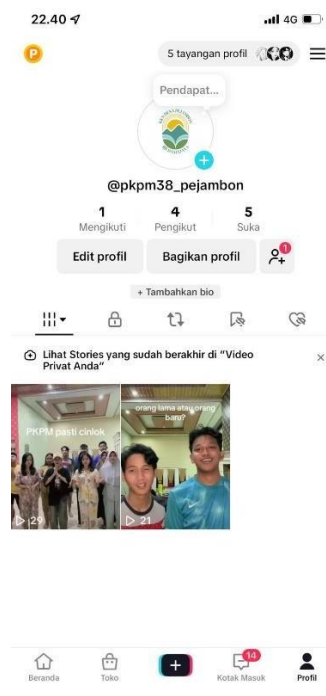 22.40
4G
P
5 tayangan profil
Pendapat...
@pkpm38_pejambon
1 4 5
Mengikuti Pengikut Suka
Edit profil Bagikan profil 1
+ Tambahkan bio
Lihat Stories yang sudah berakhir di "Video
Privat Anda"
PKPM pasti cinlok
orang lama atau orang
baru?
29 21
14
Beranda Toko Kotak Masuk Profil